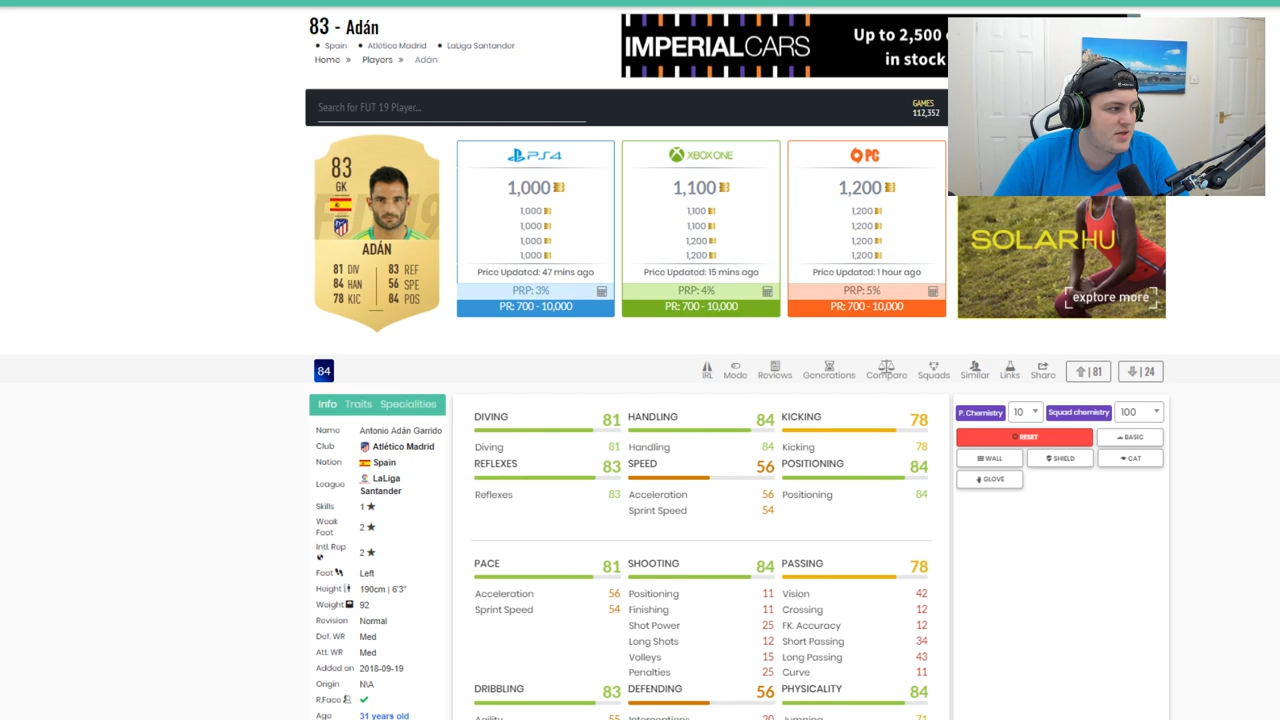 83 - Adán
Spain • Atlético Madrid • LaLiga Santander
Home » Players » Adán
IMPERIALCARS
Up to 2,500
in stock
Search for FUT 19 Player...
GAMES
112,352
83
GK
FUT 19
ADÁN
81 DIV 83 REF
84 HAN 56 SPE
78 KIC 84 POS
PS4
1,000
1,000
1,000
1,000
1,000
Price Updated: 47 mins ago
PRP: 3%
PR: 700 - 10,000
XBOX ONE
1,100
1,100
1,100
1,200
1,200
Price Updated: 15 mins ago
PRP: 4%
PR: 700 - 10,000
PC
1,200
1,200
1,200
1,200
1,200
Price Updated: 1 hour ago
PRP: 5%
PR: 700 - 10,000
SOLARHU
explore more
84
IRL Mode Reviews Generations Compare Squads Similar Links Share
81
24
Info Traits Specialities
Name Antonio Adán Garrido
Club Atlético Madrid
Nation Spain
League LaLiga Santander
Skills 1
Weak Foot 2
Intl. Rep 2
Foot Left
Height 190cm | 6'3"
Weight 92
Revision Normal
Def. WR Med
Att. WR Med
Added on 2018-09-19
Origin N\A
R.Face
Age 31 years old
DIVING 81 HANDLING 84 KICKING 78
Diving 81 Handling 84 Kicking 78
REFLEXES 83 SPEED 56 POSITIONING 84
Reflexes 83 Acceleration 56 Positioning 84
Sprint Speed 54
PACE 81 SHOOTING 84 PASSING 78
Acceleration 56 Positioning 11 Vision 42
Sprint Speed 54 Finishing 11 Crossing 12
Shot Power 25 FK. Accuracy 12
Long Shots 12 Short Passing 34
Volleys 15 Long Passing 43
Penalties 25 Curve 11
DRIBBLING 83 DEFENDING 56 PHYSICALITY 84
Agility 55 Interceptions 20 Jumping 71
P. Chemistry 10 Squad chemistry 100
RESET BASIC
WALL SHIELD CAT
GLOVE